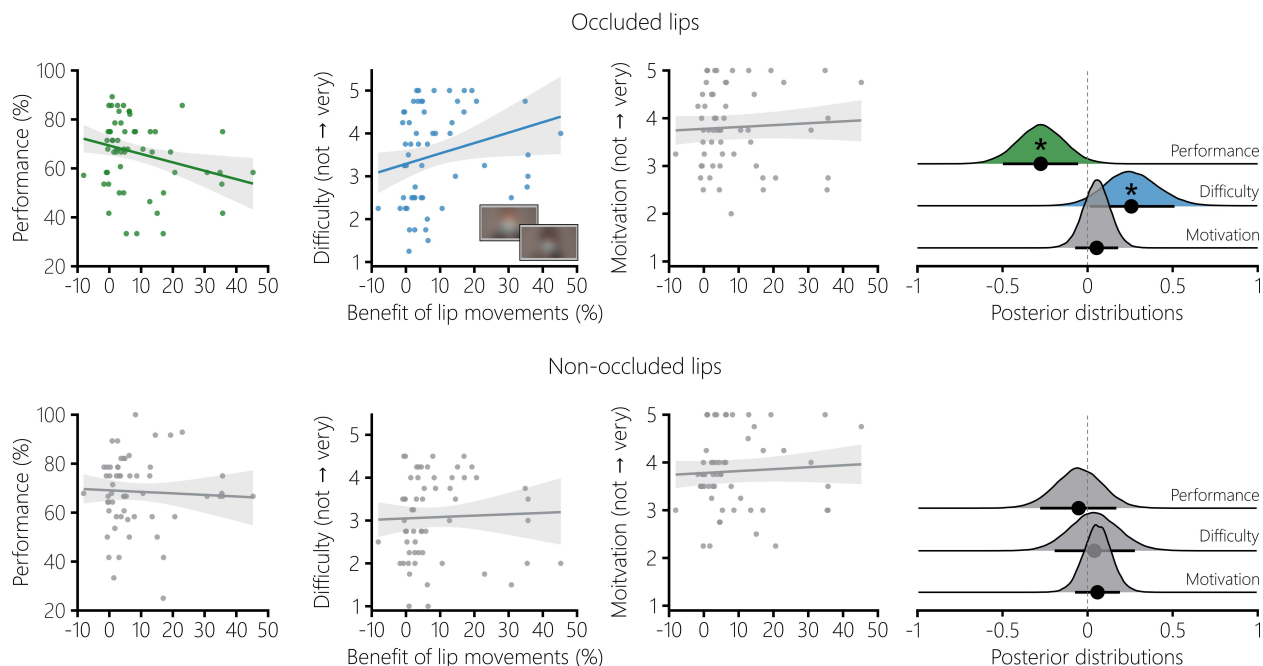 Occluded lips
Performance (%)
100
80
60
40
20
-10 0 10 20 30 40 50
Difficulty (not → very)
5
4
3
2
1
-10 0 10 20 30 40 50
Benefit of lip movements (%)
Moitvation (not → very)
5
4
3
2
1
-10 0 10 20 30 40 50
*
Performance
*
Difficulty
Motivation
-1 -0.5 0 0.5 1
Posterior distributions
Non-occluded lips
Performance (%)
100
80
60
40
20
-10 0 10 20 30 40 50
Difficulty (not → very)
5
4
3
2
1
-10 0 10 20 30 40 50
Benefit of lip movements (%)
Moitvation (not → very)
5
4
3
2
1
-10 0 10 20 30 40 50
Performance
Difficulty
Motivation
-1 -0.5 0 0.5 1
Posterior distributions